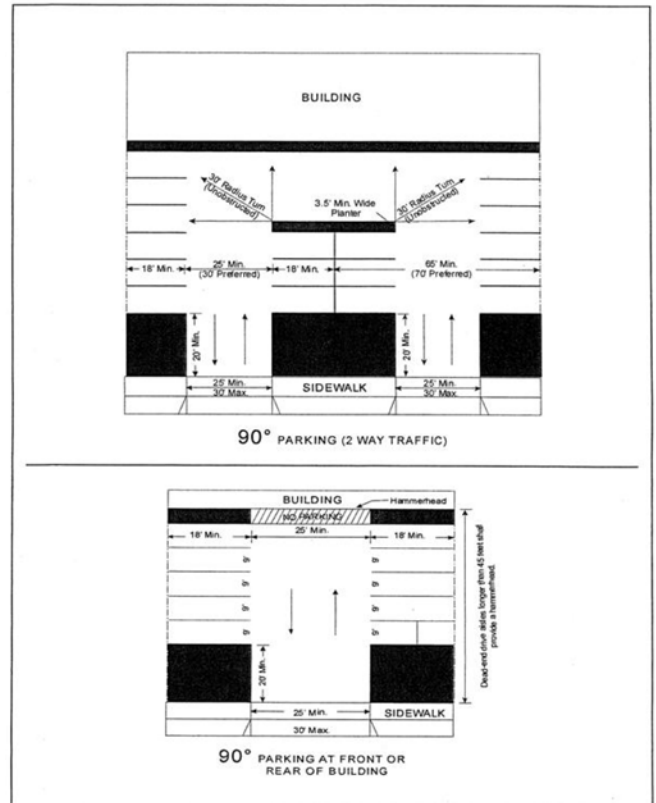 BUILDING
30' Radius Turn
(Unobstructed)
3.5' Min. Wide
Planter
30' Radius Turn
(Unobstructed)
18' Min.
25' Min.
(30' Preferred)
18' Min.
65' Min.
(70' Preferred)
20' Min.
20' Min.
25' Min.
30' Max.
SIDEWALK
25' Min.
30' Max.
90° PARKING (2 WAY TRAFFIC)
BUILDING
Hammerhead
NO PARKING
18' Min.
25' Min.
18' Min.
9'
9'
9'
9'
9'
9'
9'
9'
Dead-end drive aisles longer than 45 feet shall
provide a hammerhead.
20' Min.
25' Min.
SIDEWALK
30' Max.
90° PARKING AT FRONT OR
REAR OF BUILDING